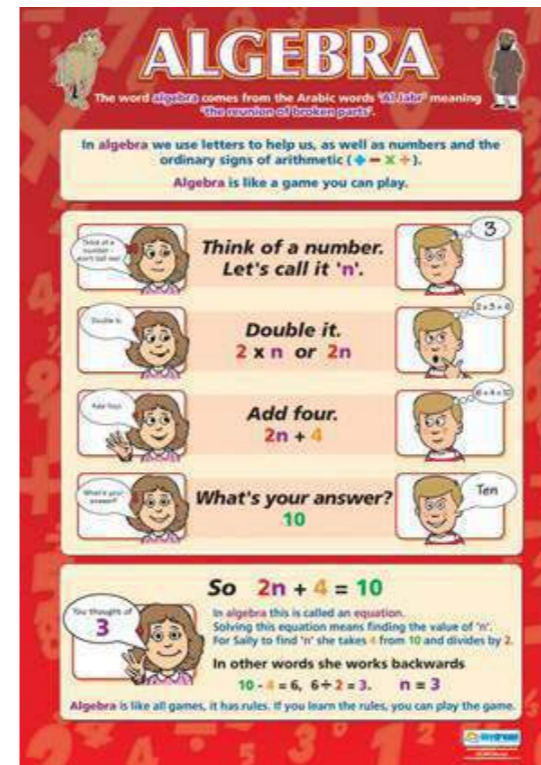 ALGEBRA
The word algebra comes from the Arabic words 'Al Jabr' meaning
'the reunion of broken parts'.
In algebra we use letters to help us, as well as numbers and the
ordinary signs of arithmetic (+ − × ÷).
Algebra is like a game you can play.
Think of a
number -
don't tell me!
Think of a number.
Let's call it 'n'.
3
Double it.
Double it.
2 x n or 2n
2 x 3 = 6
Add four.
Add four.
2n + 4
6 + 4 = 10
What's your
answer?
What's your answer?
10
Ten
So 2n + 4 = 10
You thought of
3
In algebra this is called an equation.
Solving this equation means finding the value of 'n'.
For Sally to find 'n' she takes 4 from 10 and divides by 2.
In other words she works backwards
10 - 4 = 6, 6 ÷ 2 = 3. n = 3
Algebra is like all games, it has rules. If you learn the rules, you can play the game.
daydream